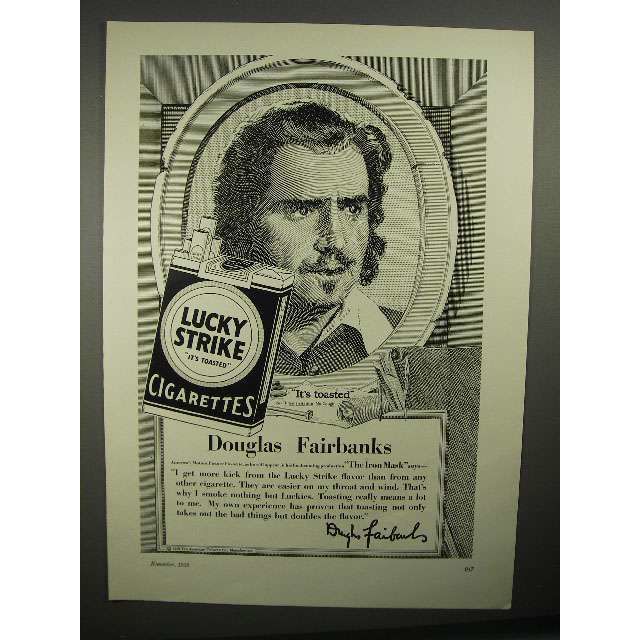 LUCKY
STRIKE
"IT'S TOASTED"
CIGARETTES
"It's toasted"
Douglas Fairbanks
"The Iron Mask" says—
"I get more kick from the Lucky Strike flavor than from any
other cigarette. They are easier on my throat and wind. That's
why I smoke nothing but Luckies. Toasting really means a lot
to me. My own experience has proven that toasting not only
takes out the bad things but doubles the flavor."
Douglas Fairbanks
November, 1928